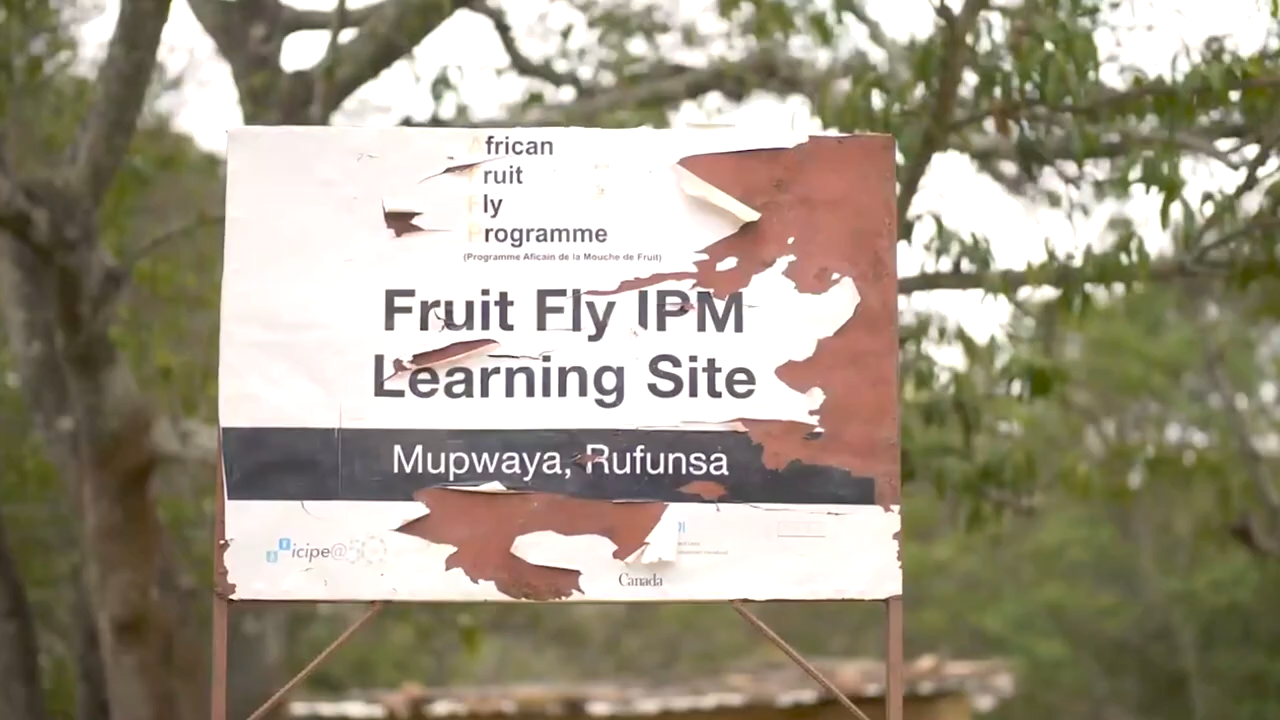 African
Fruit
Fly
Programme
(Programme Aficain de la Mouche de Fruit)
Fruit Fly IPM
Learning Site
Mupwaya, Rufunsa
icipe@
Canada